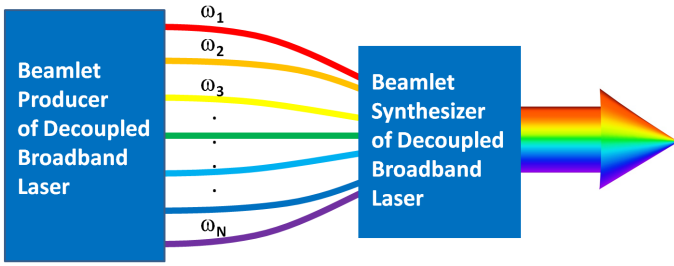 Beamlet
Producer
of Decoupled
Broadband
Laser
ω1
ω2
ω3
.
.
.
.
ωN
Beamlet
Synthesizer
of Decoupled
Broadband
Laser